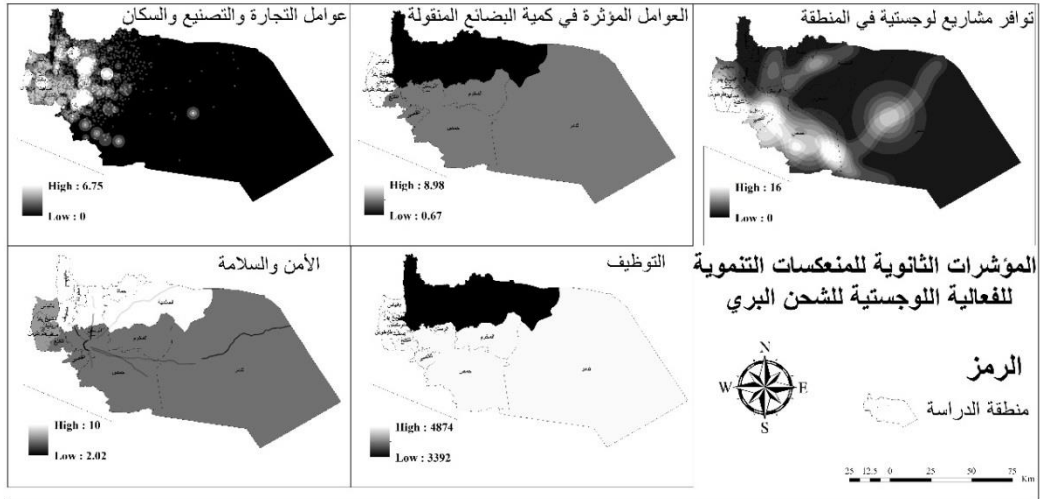 عوامل التجارة والتصنيع والسكان
High : 6.75
Low : 0
العوامل المؤثرة في كمية البضائع المنقولة
High : 8.98
Low : 0.67
توافر مشاريع لوجستية في المنطقة
High : 16
Low : 0
الأمن والسلامة
High : 10
Low : 2.02
التوظيف
حمص
تدمر
High : 4874
Low : 3392
المؤشرات الثانوية للمنعكسات التنموية
للفعالية اللوجستية للشحن البري
N
W E
S
الرمز
منطقة الدراسة
25 12.5 0 25 50 75
Km